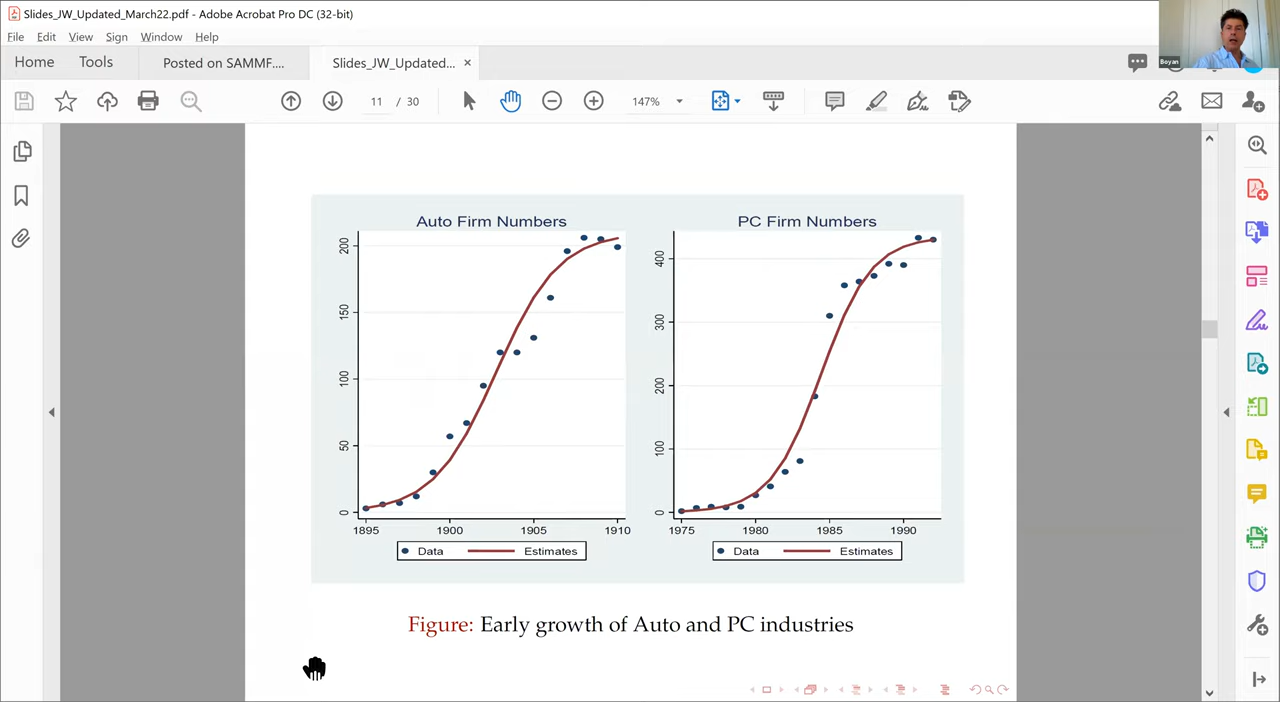 Slides_JW_Updated_March22.pdf - Adobe Acrobat Pro DC (32-bit)
File Edit View Sign Window Help
Home Tools Posted on SAMMF.... Slides_JW_Updated... ×
11 / 30 147%
Boyan
Auto Firm Numbers
200
150
100
50
0
1895 1900 1905 1910
Data Estimates
PC Firm Numbers
400
300
200
100
0
1975 1980 1985 1990
Data Estimates
Figure: Early growth of Auto and PC industries